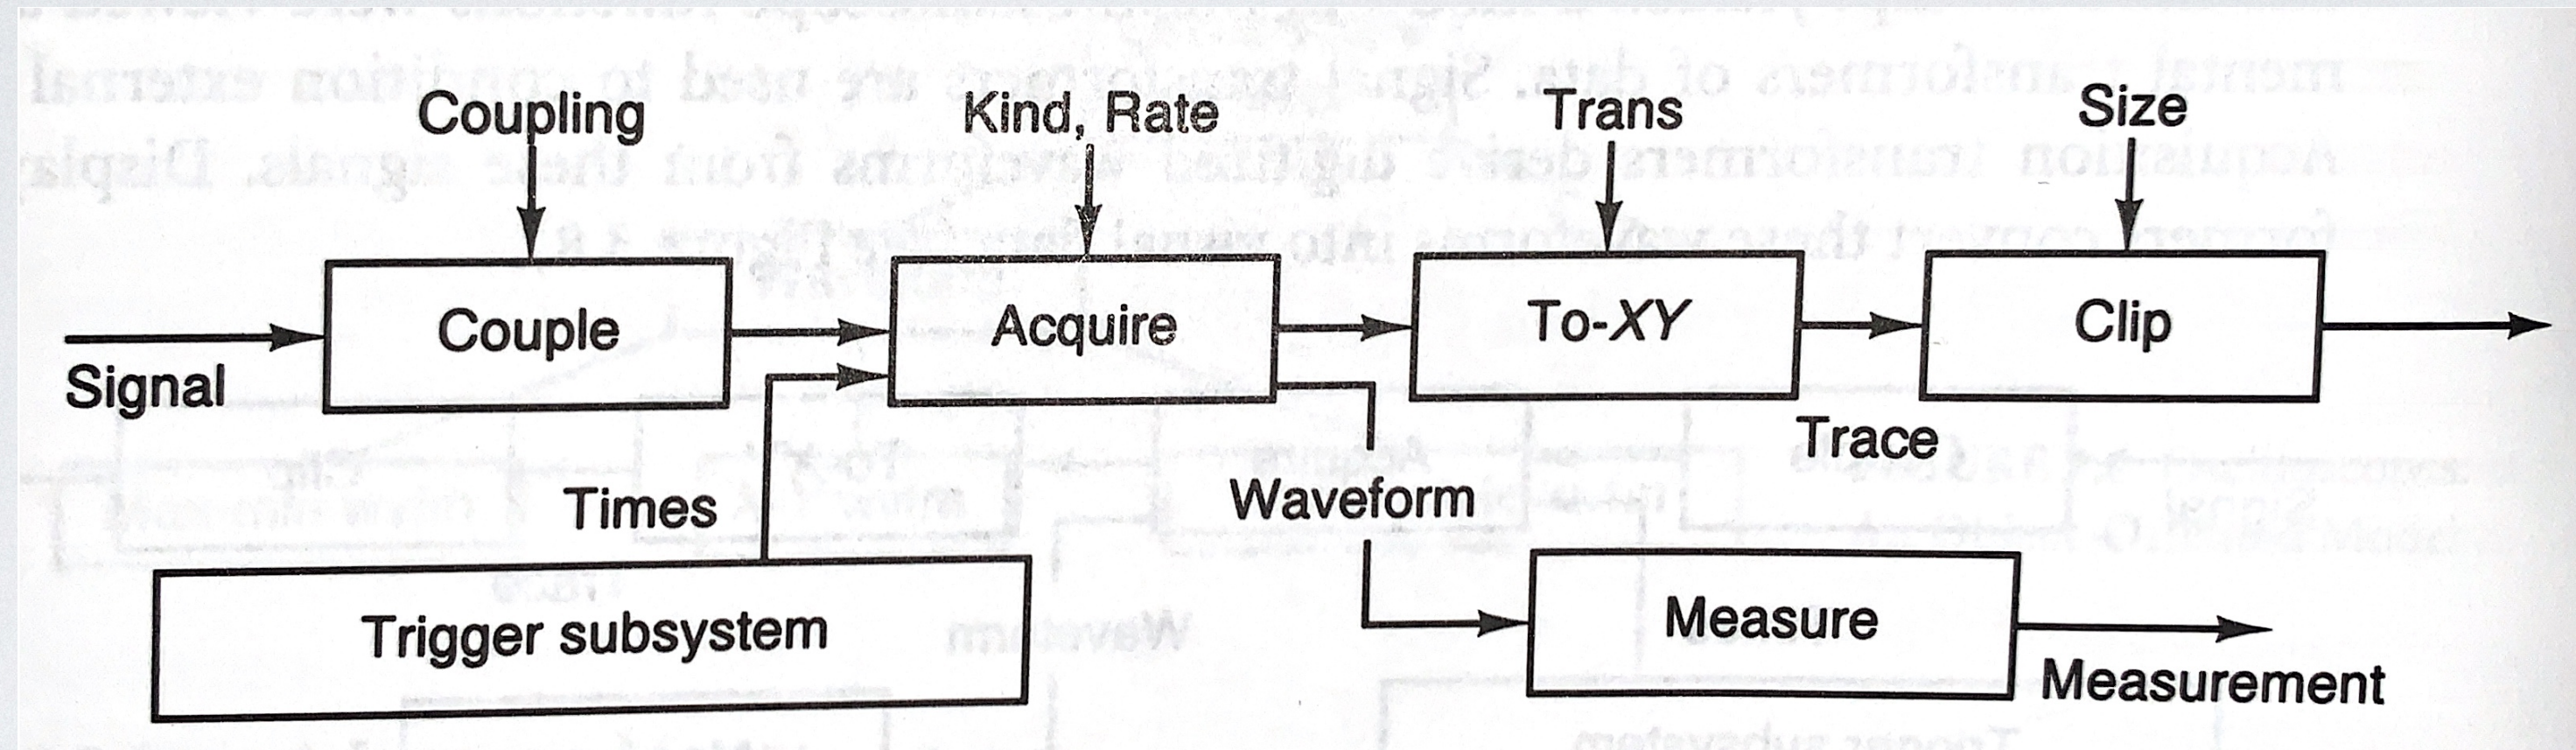 Coupling
Kind, Rate
Trans
Size
Couple
Acquire
To-XY
Clip
Signal
Trace
Times
Waveform
Trigger subsystem
Measure
Measurement